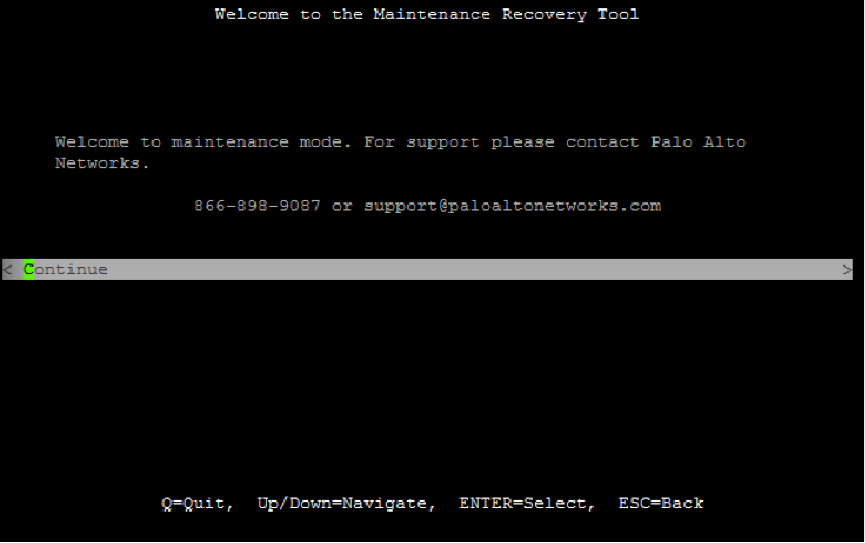 Welcome to the Maintenance Recovery Tool
Welcome to maintenance mode. For support please contact Palo Alto
Networks.
866-898-9087 or support@paloaltonetworks.com
< Continue >
Q=Quit, Up/Down=Navigate, ENTER=Select, ESC=Back